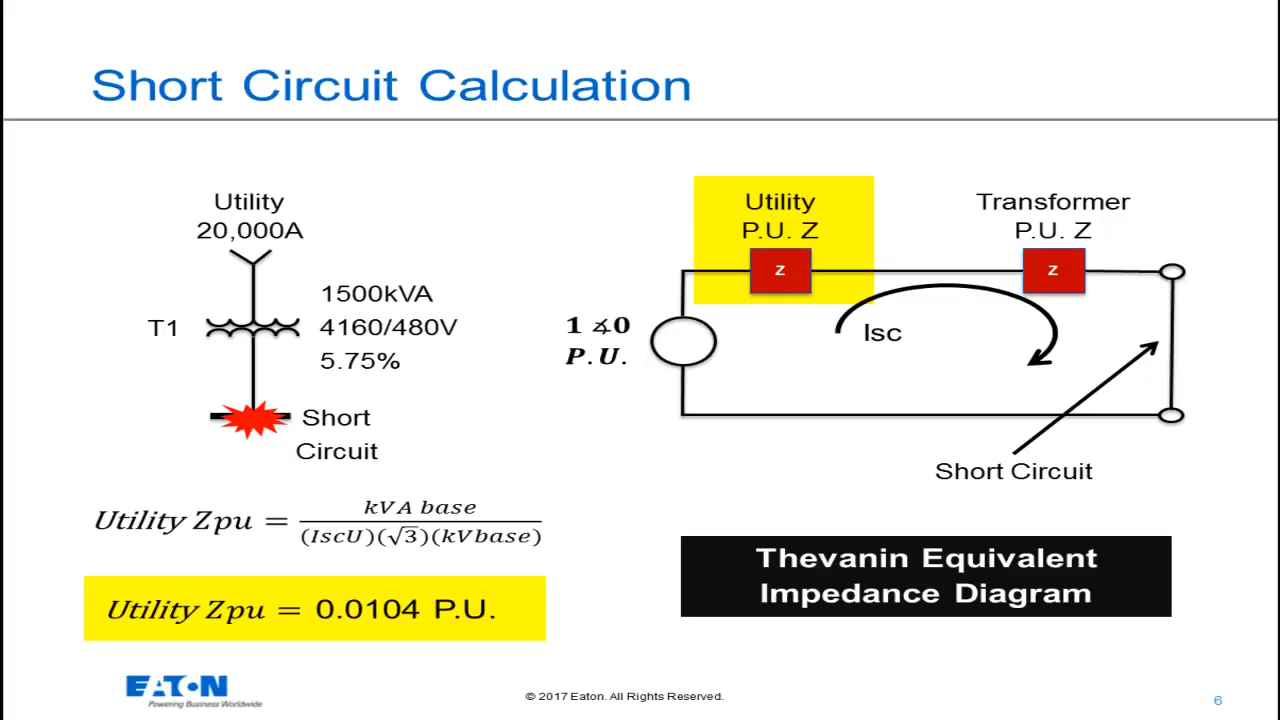 Short Circuit Calculation
Utility
20,000A
T1
1500kVA
4160/480V
5.75%
Short
Circuit
Utility
P.U. Z
Z
Transformer
P.U. Z
Z
1 ∡0
P.U.
Isc
Short Circuit
Utility Zpu = kVA base / (IscU)(√3)(kVbase)
Utility Zpu = 0.0104 P.U.
Thevanin Equivalent
Impedance Diagram
EATON
Powering Business Worldwide
© 2017 Eaton. All Rights Reserved.
6